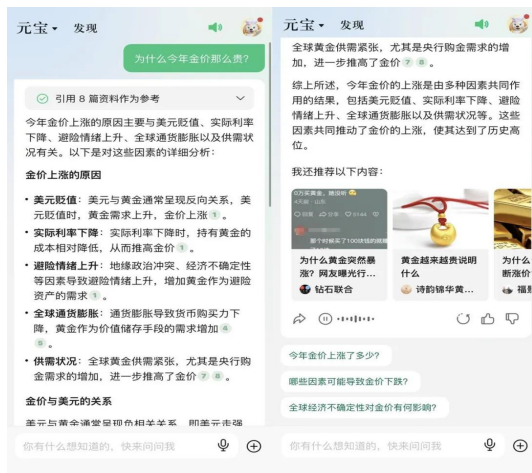 元宝 发现
为什么今年金价那么贵?
引用 8 篇资料作为参考
今年金价上涨的原因主要与美元贬值、实际利率
下降、避险情绪上升、全球通货膨胀以及供需状
况有关。以下是对这些因素的详细分析：
金价上涨的原因
• 美元贬值：美元与黄金通常呈现反向关系，美
元贬值时，黄金需求上升，金价上涨 1 。
• 实际利率下降：实际利率下降时，持有黄金的
成本相对降低，从而推高金价 1 。
• 避险情绪上升：地缘政治冲突、经济不确定性
等因素导致避险情绪上升，增加黄金作为避险
资产的需求 1 。
• 全球通货膨胀：通货膨胀导致货币购买力下
降，黄金作为价值储存手段的需求增加 4
5 。
• 供需状况：全球黄金供需紧张，尤其是央行购
金需求的增加，进一步推高了金价 7 8 。
金价与美元的关系
美元与黄金通常呈现负相关关系，即美元走强
你有什么想知道的，快来问问我
元宝 发现
全球黄金供需紧张，尤其是央行购金需求的增
加，进一步推高了金价 7 8 。
综上所述，今年金价的上涨是由多种因素共同作
用的结果，包括美元贬值、实际利率下降、避险
情绪上升、全球通货膨胀以及供需状况等。这些
因素共同推动了金价的上涨，使其达到了历史高
位。
我还推荐以下内容：
为什么黄金突然暴
涨？网友曝光行...
钻石联合
黄金越来越贵说明
什么
诗韵锦华黄...
为什么
断涨价
福
今年金价上涨了多少?
哪些因素可能导致金价下跌?
全球经济不确定性对金价有何影响?
你有什么想知道的，快来问问我